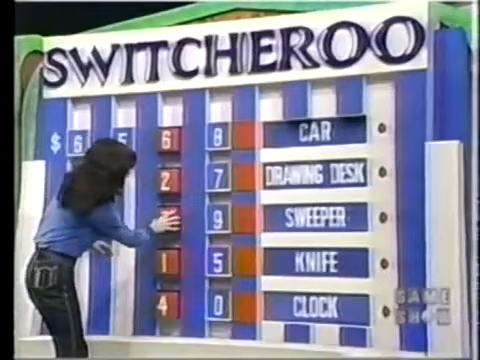 SWITCHEROO
$ 6 5 6 8 CAR
2 7 DRAWING DESK
9 SWEEPER
1 5 KNIFE
4 0 CLOCK
GAME
SHOW